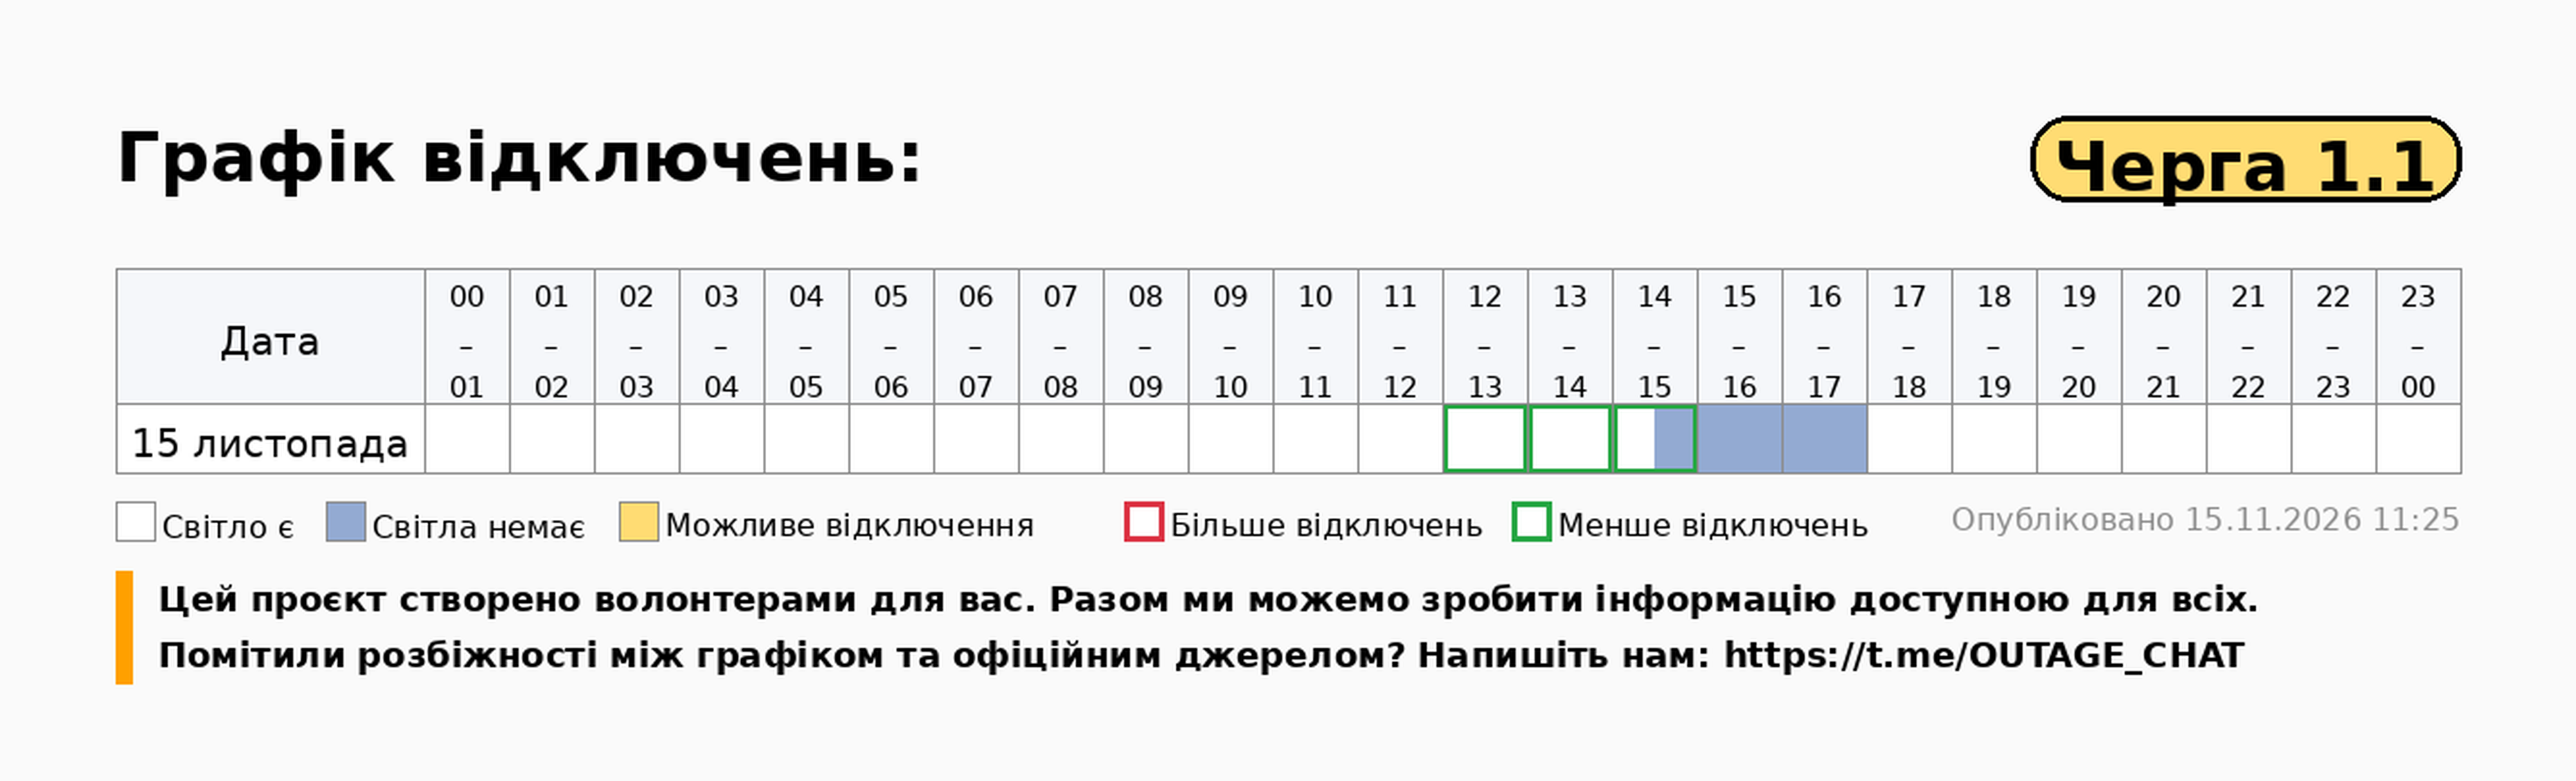 Графік відключень:
Черга 1.1
Дата
00 – 01
01 – 02
02 – 03
03 – 04
04 – 05
05 – 06
06 – 07
07 – 08
08 – 09
09 – 10
10 – 11
11 – 12
12 – 13
13 – 14
14 – 15
15 – 16
16 – 17
17 – 18
18 – 19
19 – 20
20 – 21
21 – 22
22 – 23
23 – 00
15 листопада
Світло є
Світла немає
Можливе відключення
Більше відключень
Менше відключень
Опубліковано 15.11.2026 11:25
Цей проєкт створено волонтерами для вас. Разом ми можемо зробити інформацію доступною для всіх.
Помітили розбіжності між графіком та офіційним джерелом? Напишіть нам: https://t.me/OUTAGE_CHAT